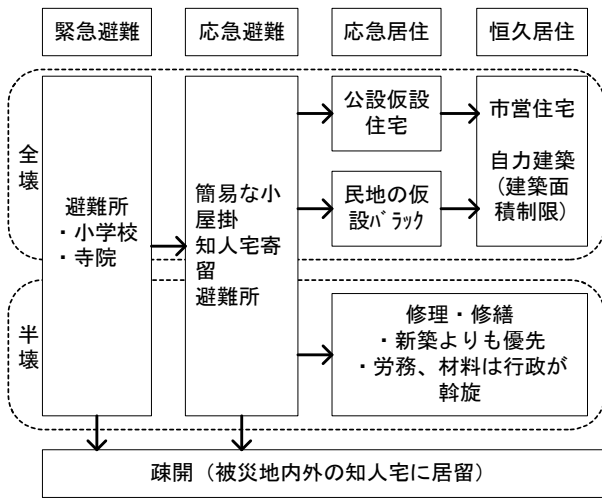 緊急避難
応急避難
応急居住
恒久居住
全壊
避難所
・小学校
・寺院
簡易な小
屋掛
知人宅寄
留
避難所
公設仮設
住宅
民地の仮
設ﾊﾞﾗｯｸ
市営住宅
自力建築
(建築面
積制限）
半壊
修理・修繕
・新築よりも優先
・労務、材料は行政が
斡旋
疎開（被災地内外の知人宅に居留）